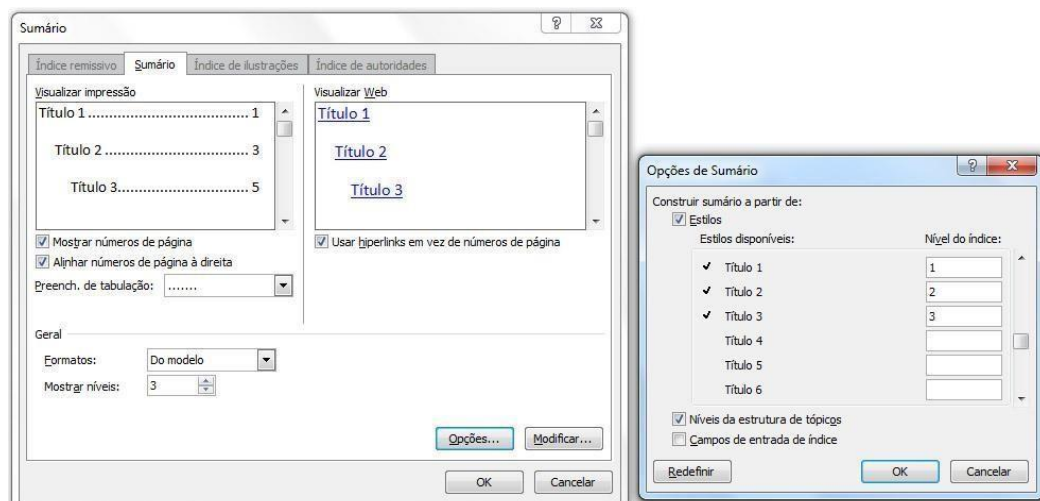 Sumário
Índice remissivo Sumário Índice de ilustrações Índice de autoridades
Visualizar impressão
Título 1 ...................................... 1
Título 2 .................................. 3
Título 3............................... 5
Mostrar números de página
Alinhar números de página à direita
Preench. de tabulação: .......
Visualizar Web
Título 1
Título 2
Título 3
Usar hiperlinks em vez de números de página
Geral
Formatos: Do modelo
Mostrar níveis: 3
Opções... Modificar...
OK Cancelar
Opções de Sumário
Construir sumário a partir de:
Estilos
Estilos disponíveis: Nível do índice:
Título 1 1
Título 2 2
Título 3 3
Título 4
Título 5
Título 6
Níveis da estrutura de tópicos
Campos de entrada de índice
Redefinir OK Cancelar